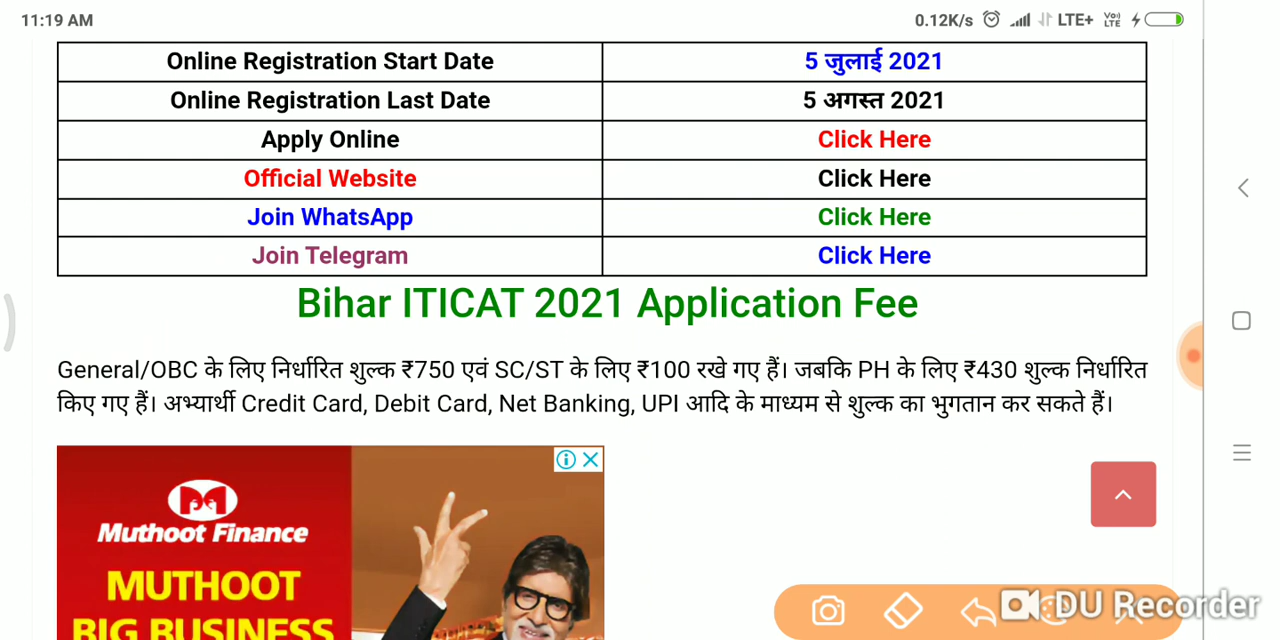 11:19 AM 0.12K/s LTE+ Vo) LTE
Online Registration Start Date 5 जुलाई 2021
Online Registration Last Date 5 अगस्त 2021
Apply Online Click Here
Official Website Click Here
Join WhatsApp Click Here
Join Telegram Click Here
Bihar ITICAT 2021 Application Fee
General/OBC के लिए निर्धारित शुल्क ₹750 एवं SC/ST के लिए ₹100 रखे गए हैं। जबकि PH के लिए ₹430 शुल्क निर्धारित
किए गए हैं। अभ्यार्थी Credit Card, Debit Card, Net Banking, UPI आदि के माध्यम से शुल्क का भुगतान कर सकते हैं।
Muthoot Finance
MUTHOOT
BIG BUSINESS
DU Recorder